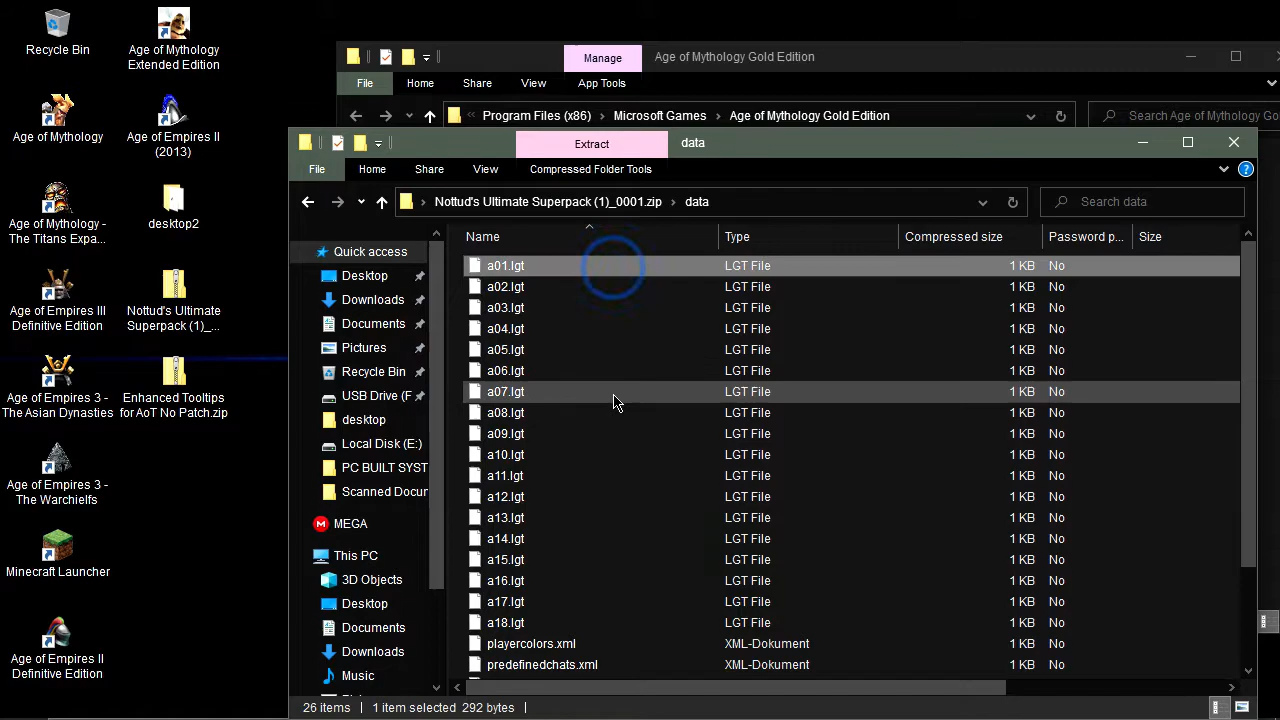 Recycle Bin
Age of Mythology
Extended Edition
Age of Mythology
Age of Empires II
(2013)
Age of Mythology -
The Titans Expa...
desktop2
Age of Empires III
Definitive Edition
Nottud's Ultimate
Superpack (1)_...
Age of Empires 3 -
The Asian Dynasties
Enhanced Tooltips
for AoT No Patch.zip
Age of Empires 3 -
The Warchielfs
Minecraft Launcher
Age of Empires II
Definitive Edition
Manage
Age of Mythology Gold Edition
File Home Share View App Tools
Program Files (x86) Microsoft Games Age of Mythology Gold Edition
Search Age of Mythology Go
Extract
data
File Home Share View Compressed Folder Tools
Nottud's Ultimate Superpack (1)_0001.zip data
Search data
Name Type Compressed size Password p... Size
Quick access
Desktop
Downloads
Documents
Pictures
Recycle Bin
USB Drive (F
desktop
Local Disk (E:)
PC BUILT SYST
Scanned Docur
MEGA
This PC
3D Objects
Desktop
Documents
Downloads
Music
a01.lgt LGT File 1 KB No
a02.lgt LGT File 1 KB No
a03.lgt LGT File 1 KB No
a04.lgt LGT File 1 KB No
a05.lgt LGT File 1 KB No
a06.lgt LGT File 1 KB No
a07.lgt LGT File 1 KB No
a08.lgt LGT File 1 KB No
a09.lgt LGT File 1 KB No
a10.lgt LGT File 1 KB No
a11.lgt LGT File 1 KB No
a12.lgt LGT File 1 KB No
a13.lgt LGT File 1 KB No
a14.lgt LGT File 1 KB No
a15.lgt LGT File 1 KB No
a16.lgt LGT File 1 KB No
a17.lgt LGT File 1 KB No
a18.lgt LGT File 1 KB No
playercolors.xml XML-Dokument 1 KB No
predefinedchats.xml XML-Dokument 1 KB No
26 items 1 item selected 292 bytes